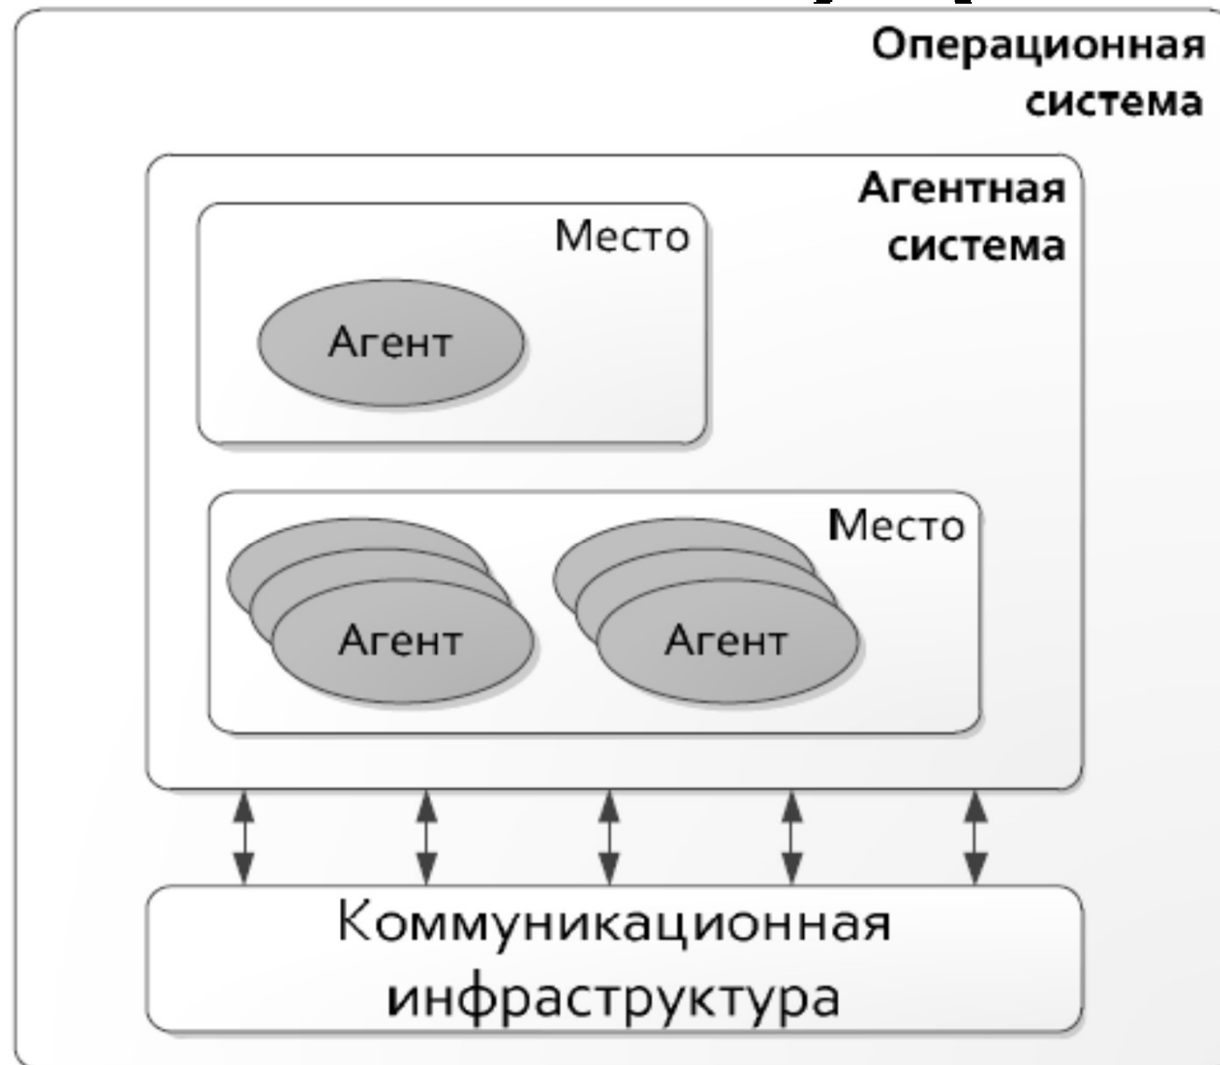 Операционная
система
Агентная
система
Место
Агент
Место
Агент
Агент
Коммуникационная
инфраструктура